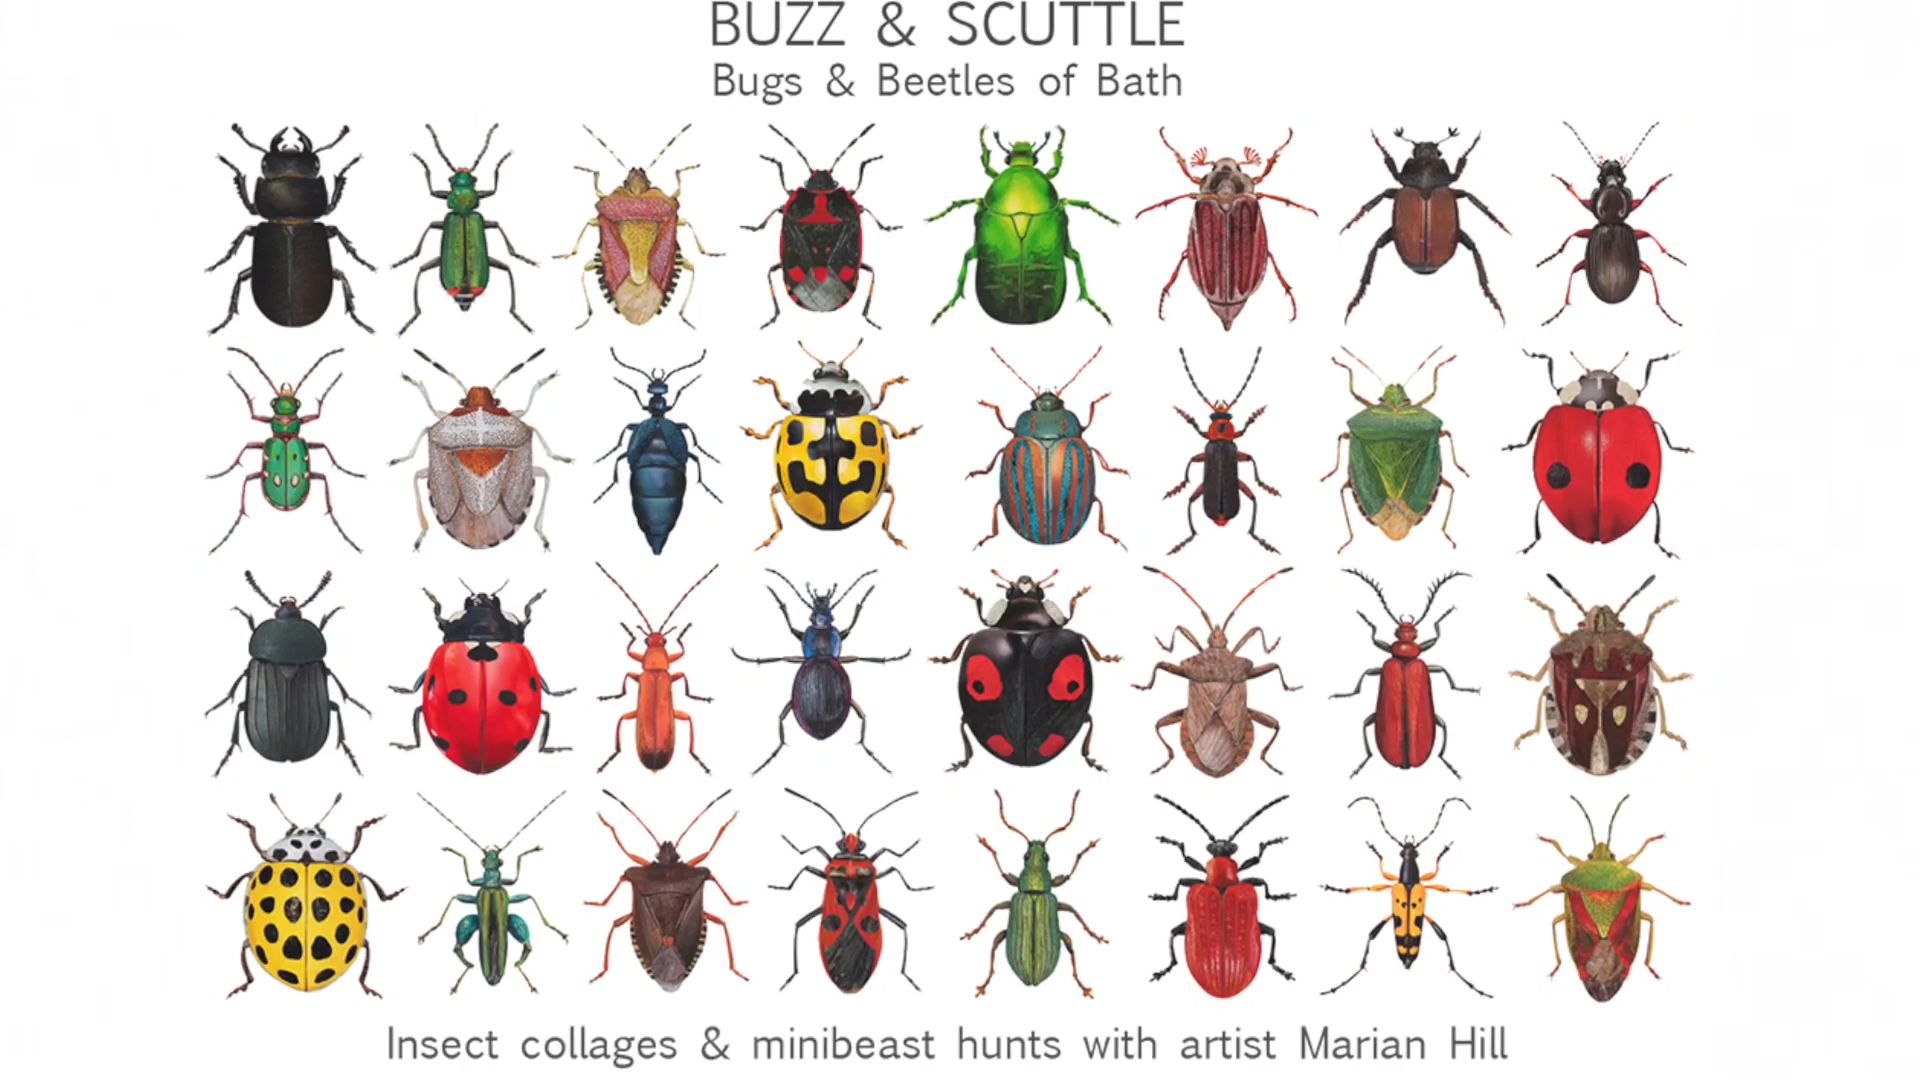 BUZZ & SCUTTLE
Bugs & Beetles of Bath
Insect collages & minibeast hunts with artist Marian Hill